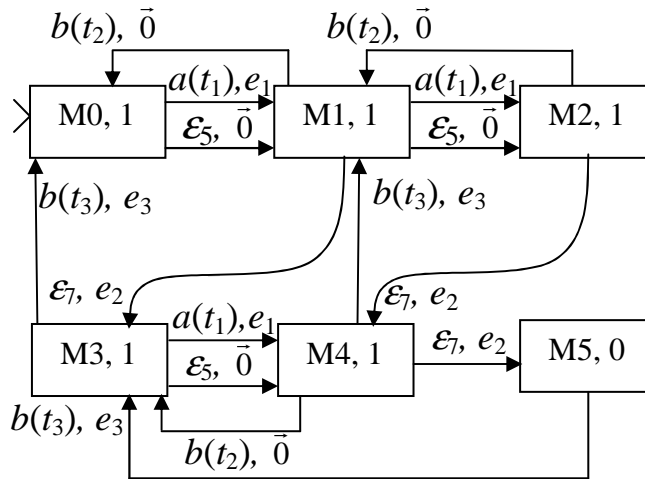 b(t₂), 0⃗ b(t₂), 0⃗
a(t₁),e₁ a(t₁),e₁
M0, 1 M1, 1 M2, 1
ε₅, 0⃗ ε₅, 0⃗
b(t₃), e₃ b(t₃), e₃
ε₇, e₂ ε₇, e₂
a(t₁),e₁
M3, 1 M4, 1 ε₇, e₂ M5, 0
ε₅, 0⃗
b(t₃), e₃
b(t₂), 0⃗